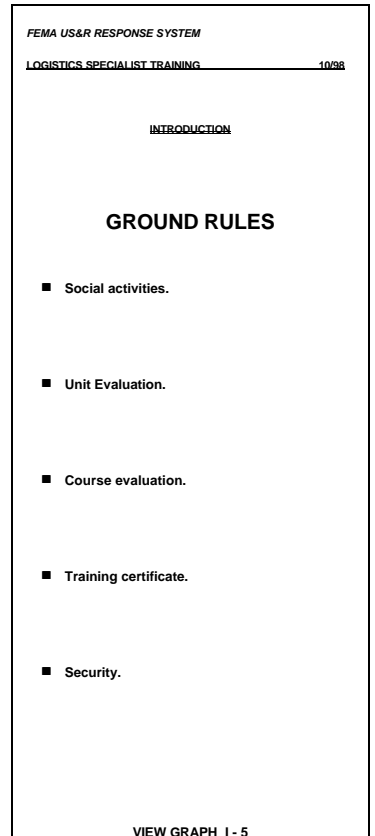 FEMA US&R RESPONSE SYSTEM
LOGISTICS SPECIALIST TRAINING 10/98
INTRODUCTION
GROUND RULES
■ Social activities.
■ Unit Evaluation.
■ Course evaluation.
■ Training certificate.
■ Security.
VIEW GRAPH I - 5